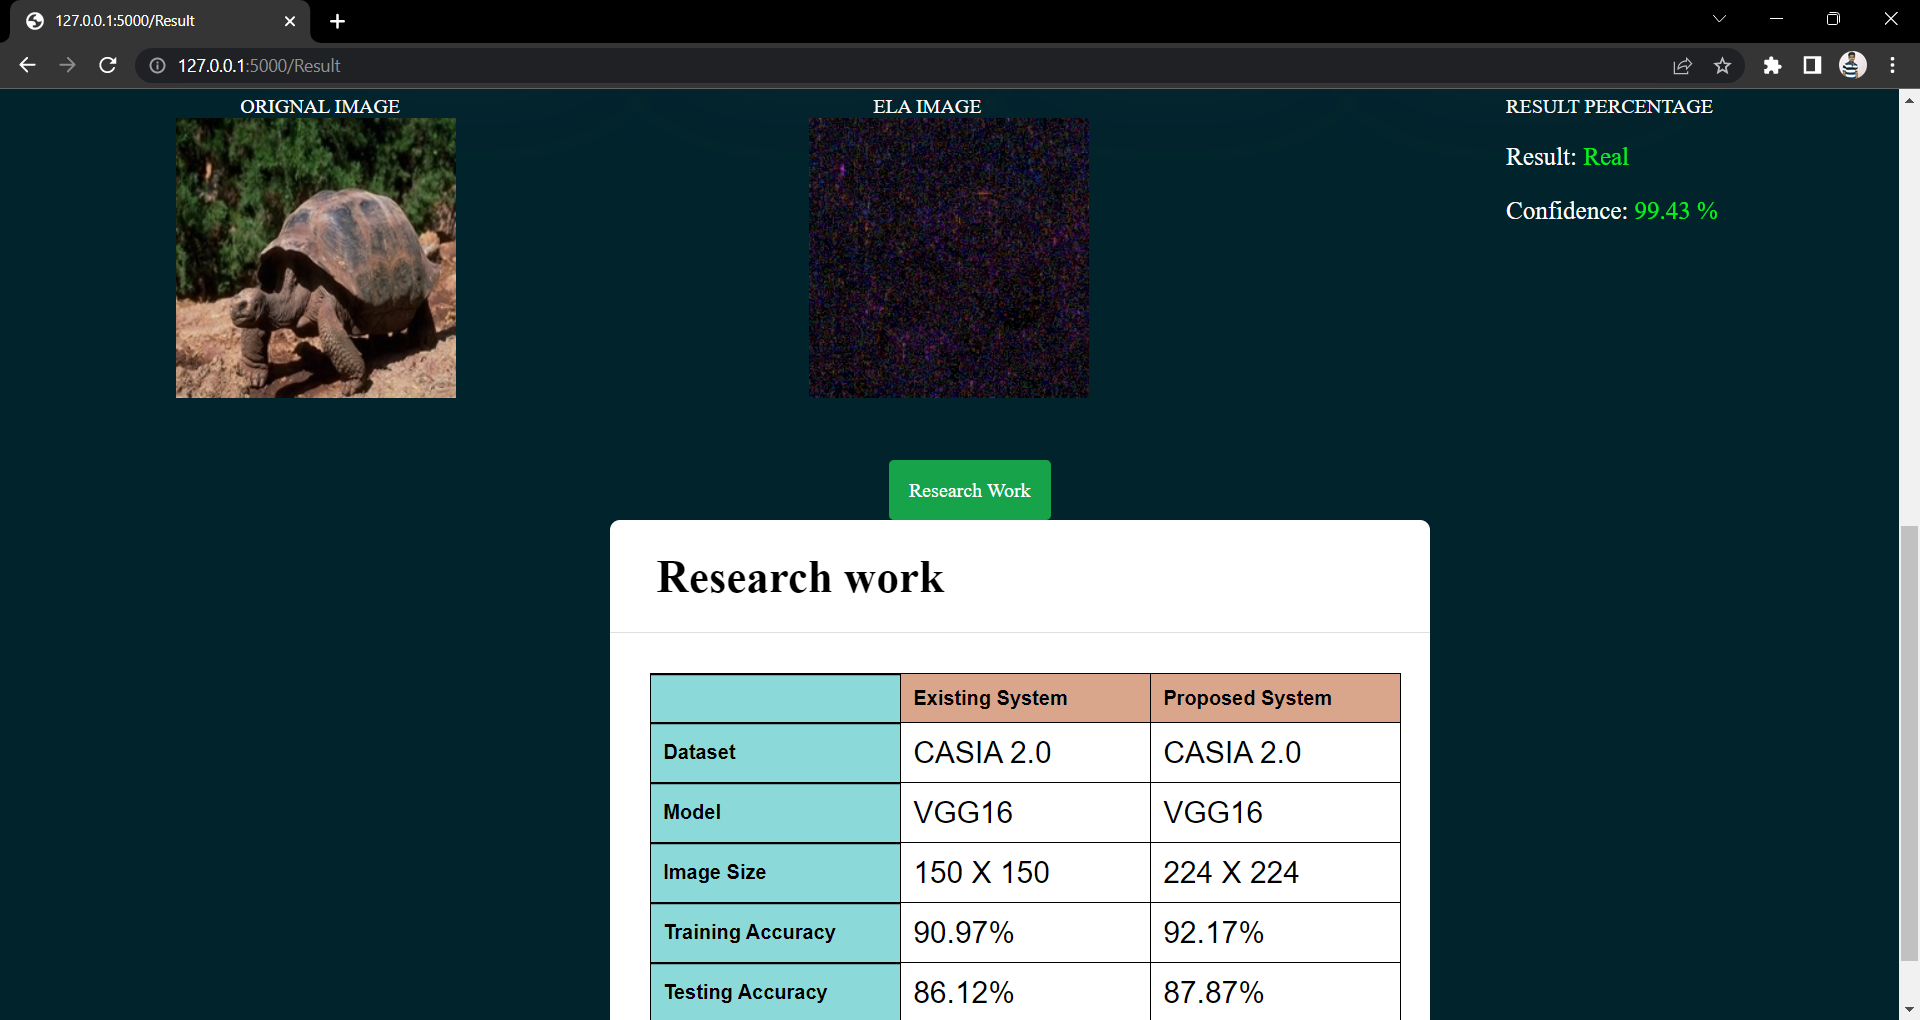 127.0.0.1:5000/Result
127.0.0.1:5000/Result
ORIGNAL IMAGE
ELA IMAGE
RESULT PERCENTAGE
Result: Real
Confidence: 99.43 %
Research Work
Research work
Existing System Proposed System
Dataset CASIA 2.0 CASIA 2.0
Model VGG16 VGG16
Image Size 150 X 150 224 X 224
Training Accuracy 90.97% 92.17%
Testing Accuracy 86.12% 87.87%